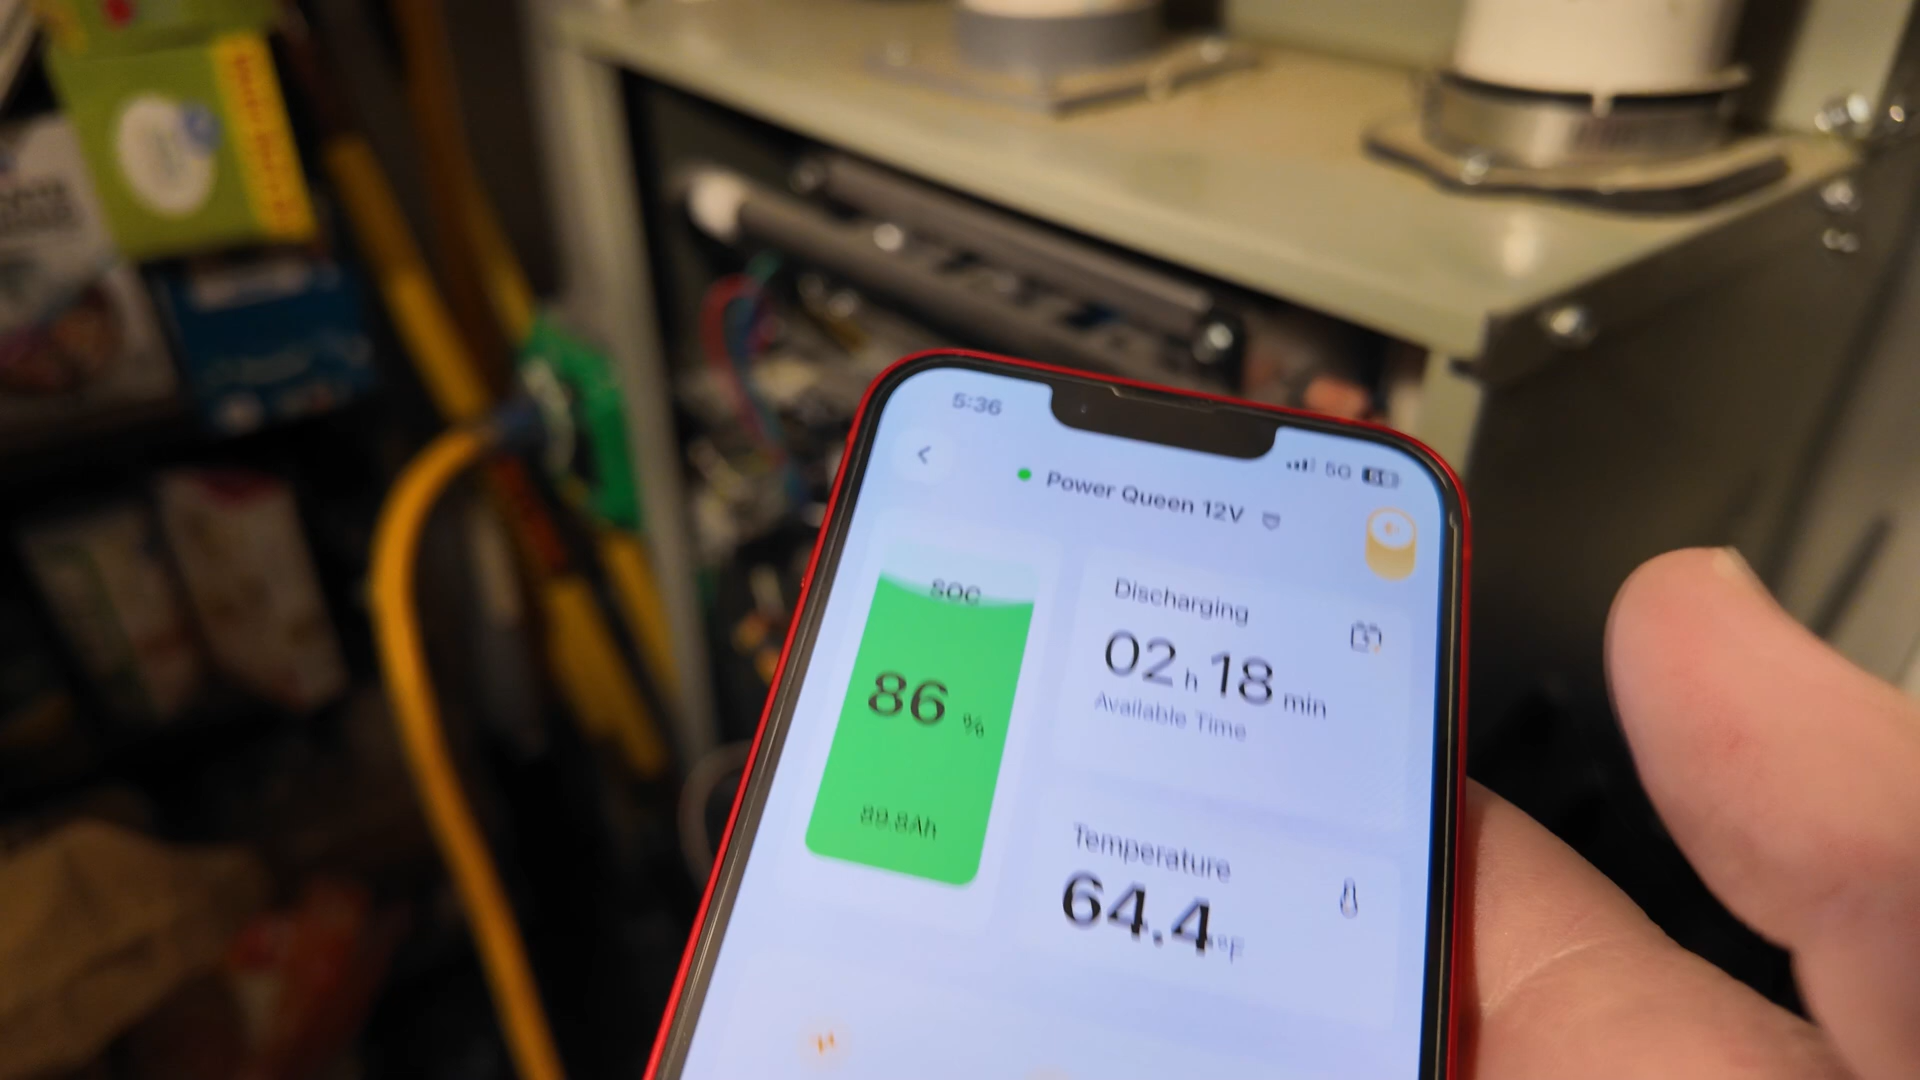 5:36
5G
Power Queen 12V
SOC
86 %
89.8Ah
Discharging
02 h 18 min
Available Time
Temperature
64.4 °F